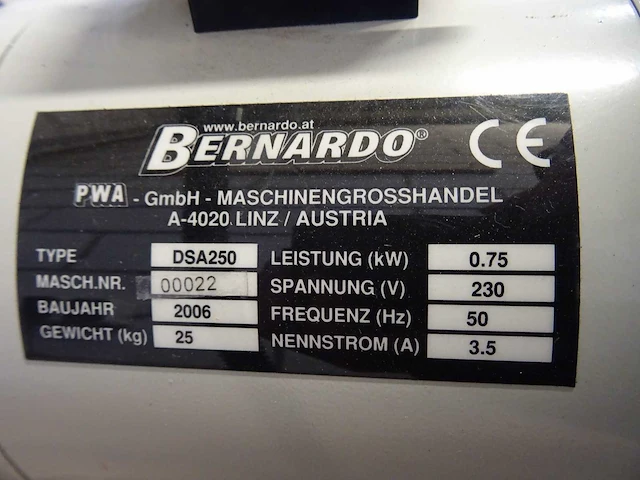 www.bernardo.at
BERNARDO®
CE
PWA - GmbH - MASCHINENGROSSHANDEL
A-4020 LINZ / AUSTRIA
TYPE DSA250 LEISTUNG (kW) 0.75
MASCH.NR. 00022 SPANNUNG (V) 230
BAUJAHR 2006 FREQUENZ (Hz) 50
GEWICHT (kg) 25 NENNSTROM (A) 3.5